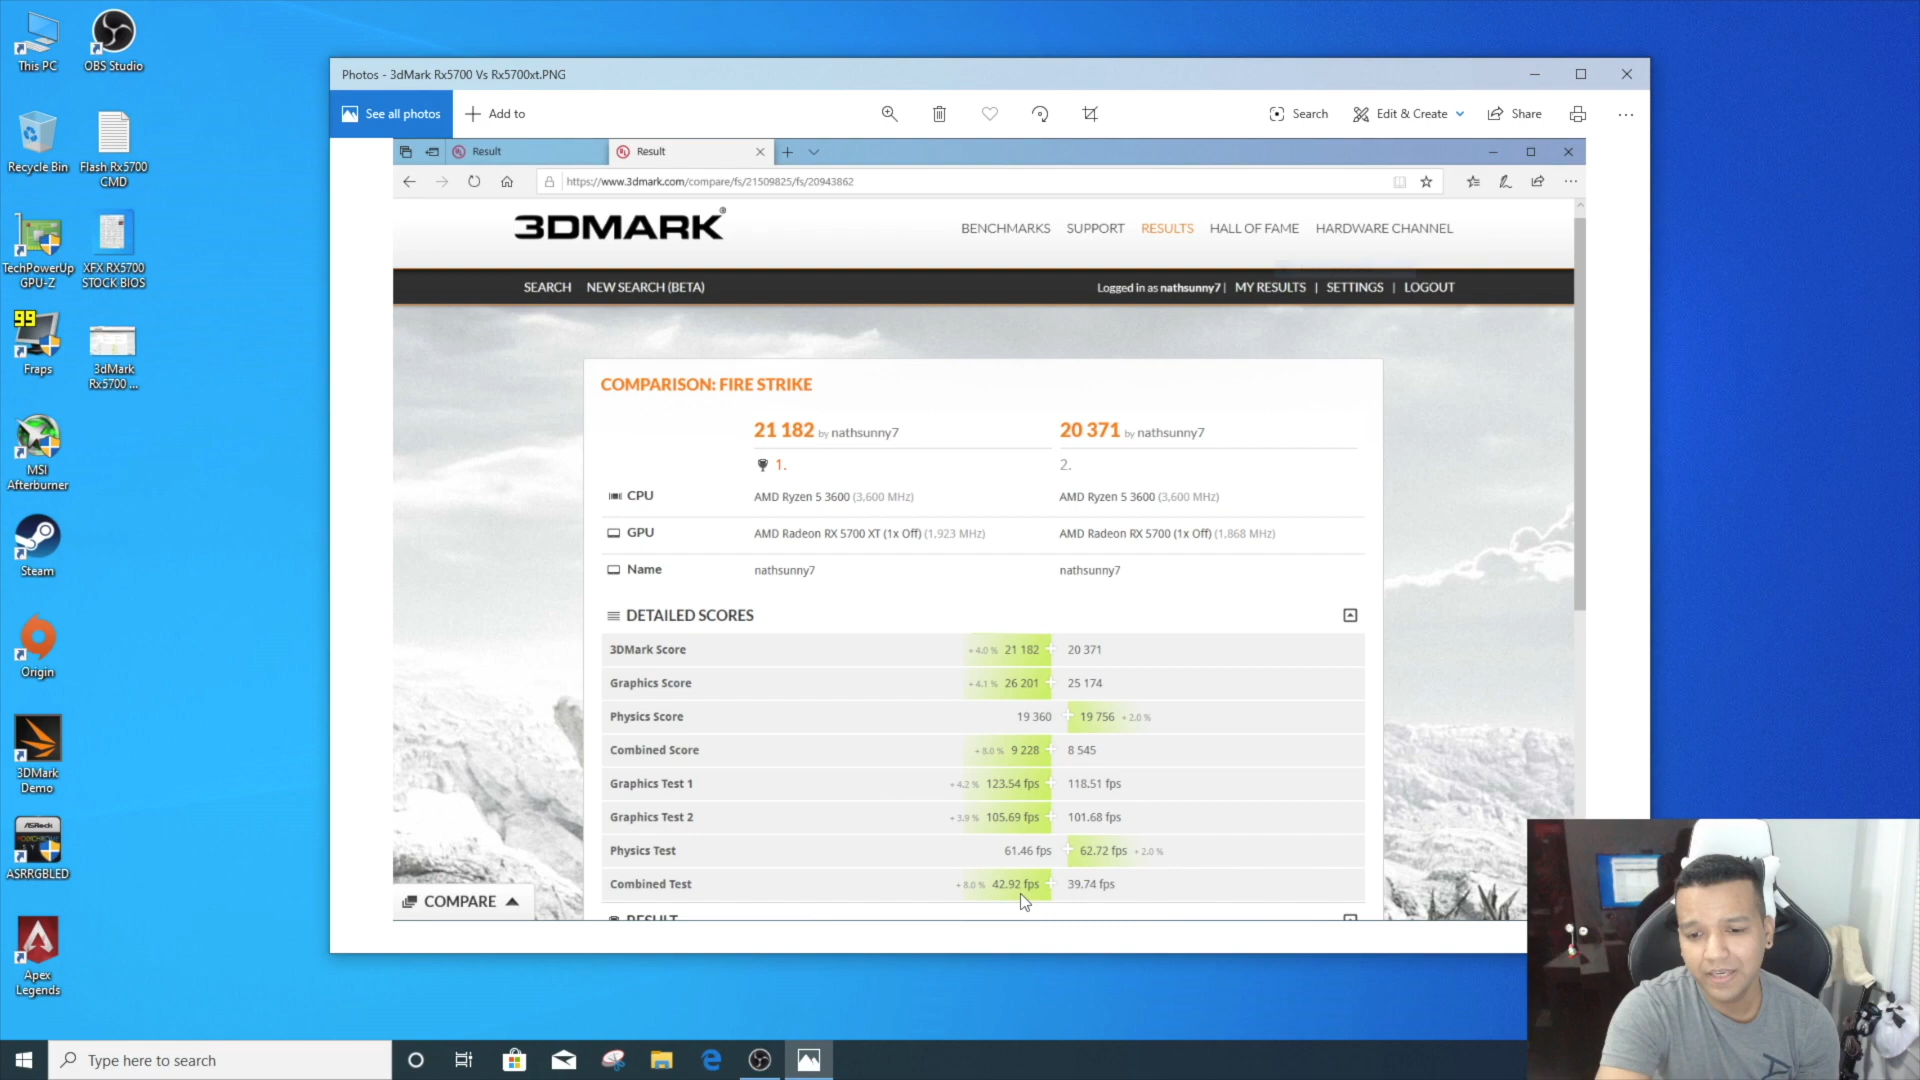 This PC
OBS Studio
Recycle Bin
Flash Rx5700
CMD
TechPowerUp
GPU-Z
XFX RX5700
STOCK BIOS
99
Fraps
3dMark
Rx5700 ...
MSI
Afterburner
Steam
Origin
3DMark
Demo
ASRock
ASRRGBLED
Apex
Legends
Photos - 3dMark Rx5700 Vs Rx5700xt.PNG
See all photos
Add to
Search
Edit & Create
Share
Result
Result
https://www.3dmark.com/compare/fs/21509825/fs/20943862
3DMARK®
BENCHMARKS SUPPORT RESULTS HALL OF FAME HARDWARE CHANNEL
SEARCH NEW SEARCH (BETA)
Logged in as nathsunny7 | MY RESULTS | SETTINGS | LOGOUT
COMPARISON: FIRE STRIKE
21 182 by nathsunny7 20 371 by nathsunny7
1. 2.
CPU AMD Ryzen 5 3600 (3,600 MHz) AMD Ryzen 5 3600 (3,600 MHz)
GPU AMD Radeon RX 5700 XT (1x Off) (1,923 MHz) AMD Radeon RX 5700 (1x Off) (1,868 MHz)
Name nathsunny7 nathsunny7
DETAILED SCORES
3DMark Score + 4.0 % 21 182 20 371
Graphics Score + 4.1 % 26 201 25 174
Physics Score 19 360 19 756 + 2.0 %
Combined Score + 8.0 % 9 228 8 545
Graphics Test 1 + 4.2 % 123.54 fps 118.51 fps
Graphics Test 2 + 3.9 % 105.69 fps 101.68 fps
Physics Test 61.46 fps 62.72 fps + 2.0 %
Combined Test + 8.0 % 42.92 fps 39.74 fps
RESULT
COMPARE
Type here to search